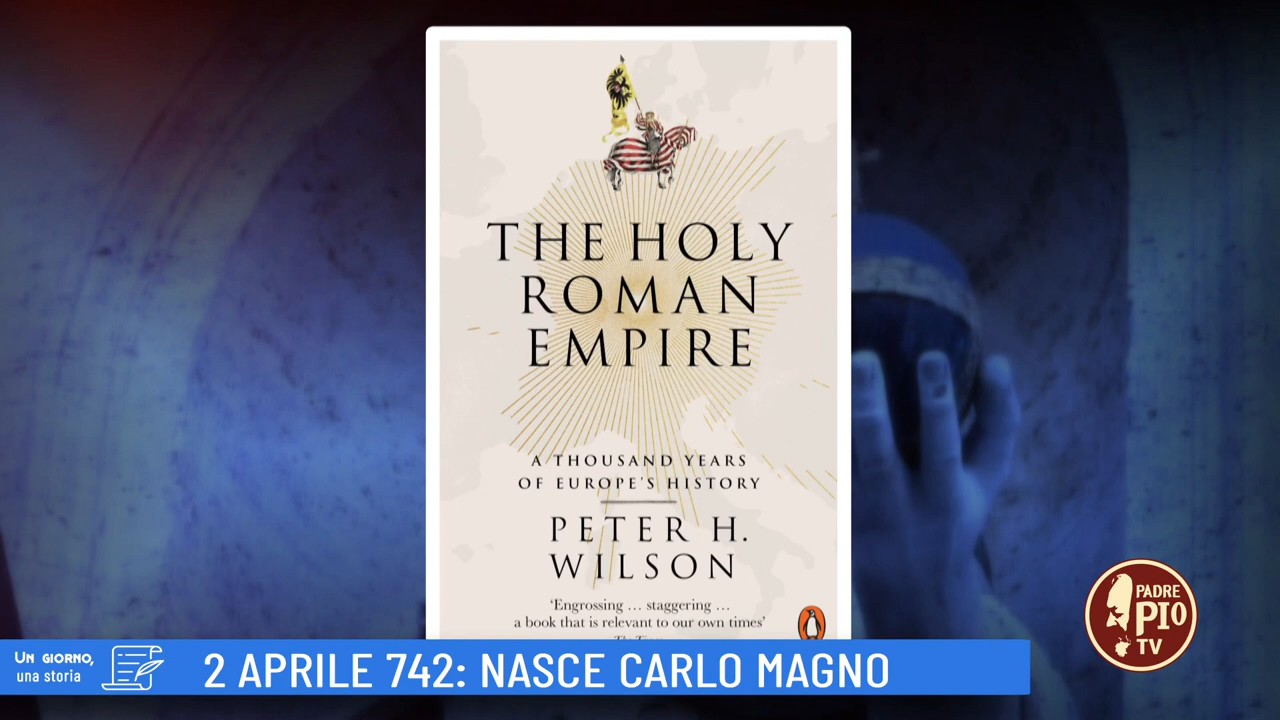 THE HOLY
ROMAN
EMPIRE
A THOUSAND YEARS
OF EUROPE'S HISTORY
PETER H.
WILSON
'Engrossing … staggering …
a book that is relevant to our own times'
PADRE
PIO
TV
UN GIORNO,
una storia
2 APRILE 742: NASCE CARLO MAGNO